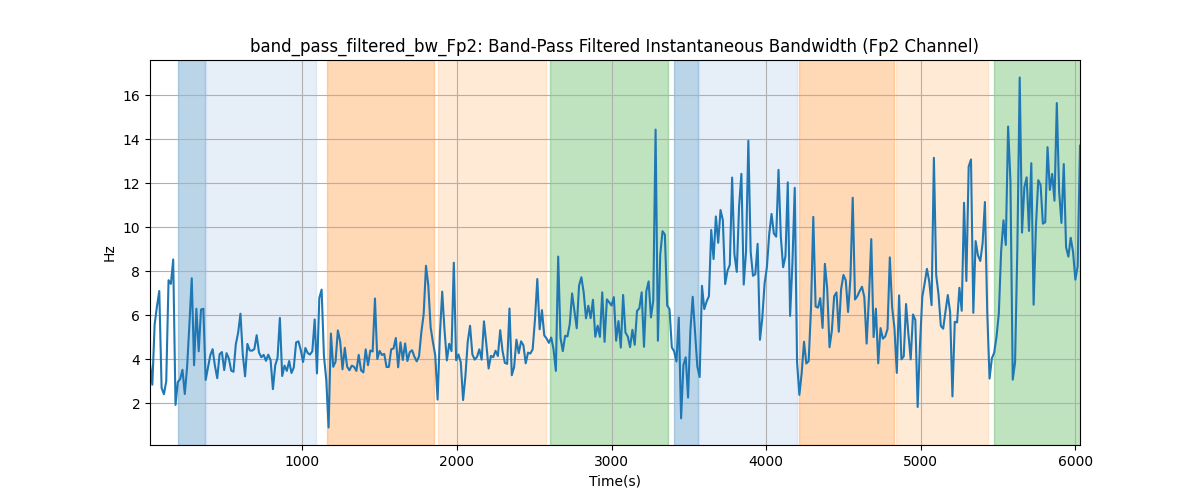 band_pass_filtered_bw_Fp2: Band-Pass Filtered Instantaneous Bandwidth (Fp2 Channel)
16
14
12
10
8
6
4
2
Hz
1000 2000 3000 4000 5000 6000
Time(s)